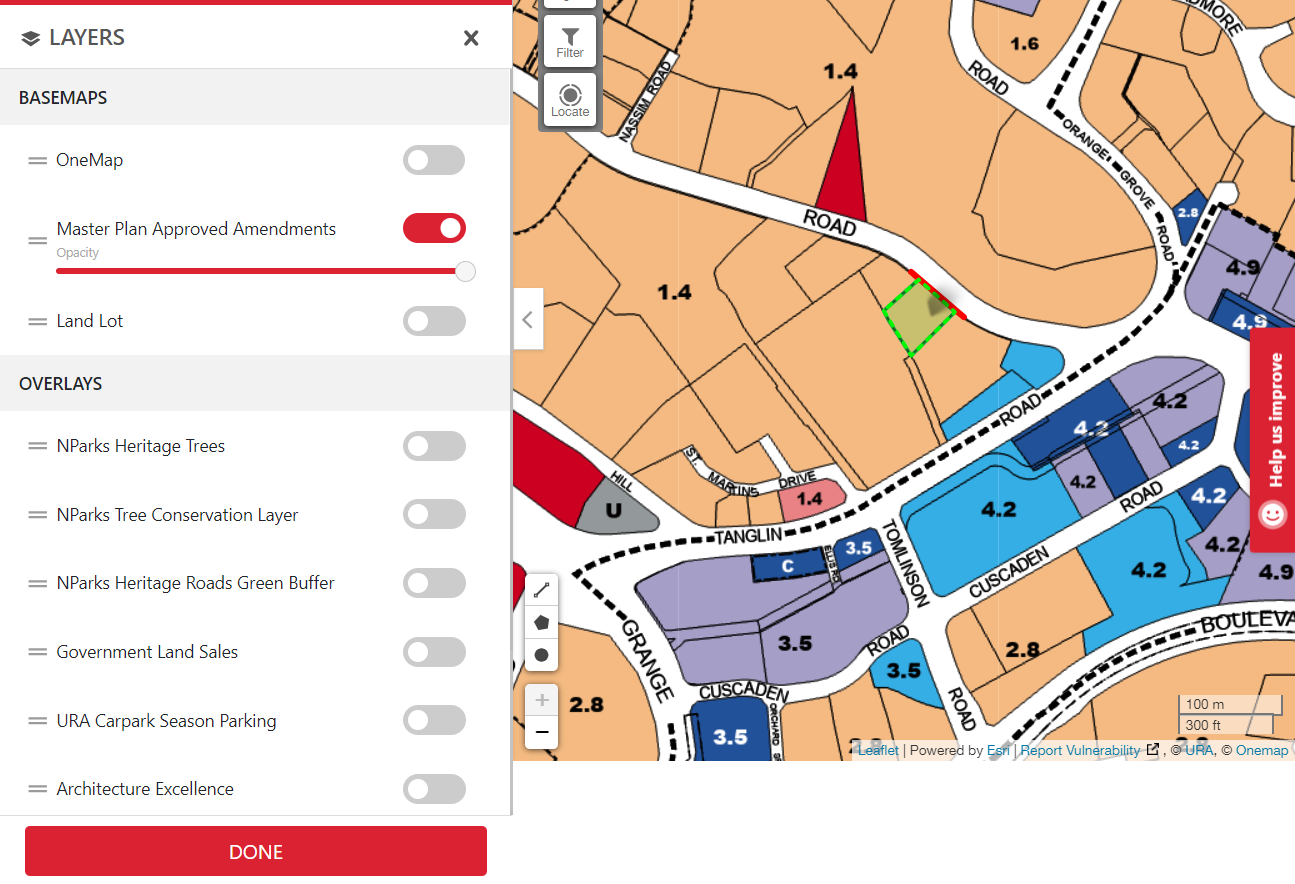 LAYERS
BASEMAPS
OneMap
Master Plan Approved Amendments
Opacity
Land Lot
OVERLAYS
NParks Heritage Trees
NParks Tree Conservation Layer
NParks Heritage Roads Green Buffer
Government Land Sales
URA Carpark Season Parking
Architecture Excellence
DONE
Filter
Locate
NASSIM ROAD
1.4
1.6
ROAD
ORANGE GROVE ROAD
2.8
ROAD
4.9
1.4
4.9
Help us improve
ROAD
4.2
4.2
4.2
4.2
HILL
ST. MARTINS DRIVE
1.4
U
4.2
ROAD
4.2
TANGLIN
TOMLINSON
3.5
C
ELLIS RD
4.2
CUSCADEN
4.2
4.9
GRANGE
3.5
ROAD
2.8
BOULEVA
3.5
CUSCADEN
2.8
ROAD
3.5
ORCHARD
2.8
2.8
100 m
300 ft
Leaflet | Powered by Esri | Report Vulnerability , © URA, © Onemap